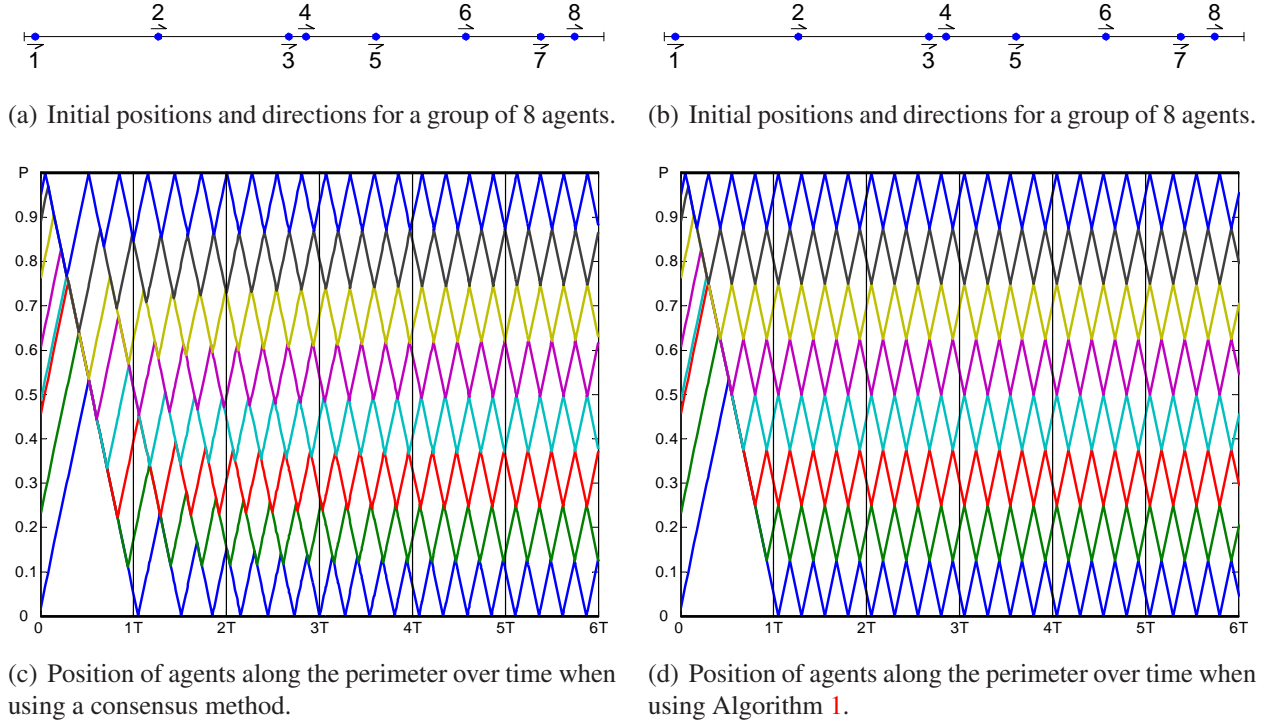 2 4 6 8
1 3 5 7
2 4 6 8
1 3 5 7
(a) Initial positions and directions for a group of 8 agents.
(b) Initial positions and directions for a group of 8 agents.
P
0.9
0.8
0.7
0.6
0.5
0.4
0.3
0.2
0.1
0
0 1T 2T 3T 4T 5T 6T
P
0.9
0.8
0.7
0.6
0.5
0.4
0.3
0.2
0.1
0
0 1T 2T 3T 4T 5T 6T
(c) Position of agents along the perimeter over time when
using a consensus method.
(d) Position of agents along the perimeter over time when
using Algorithm 1.